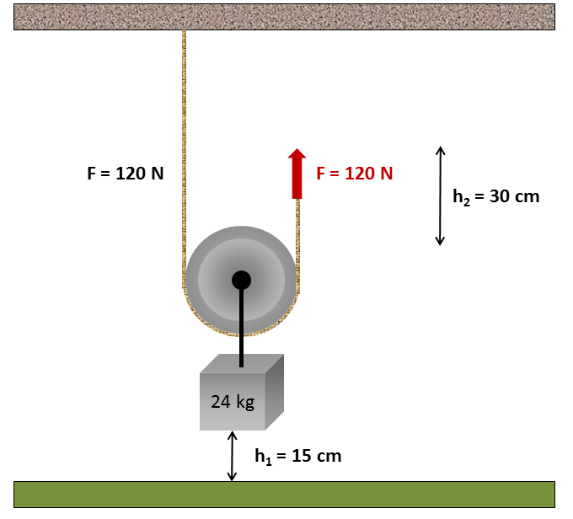 F = 120 N
F = 120 N
h₂ = 30 cm
24 kg
h₁ = 15 cm